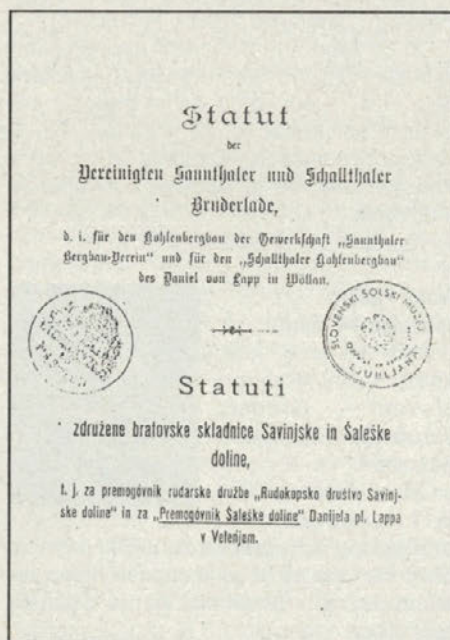 Statut
der
Vereinigten Sannthaler und Schallthaler
Bruderlade,
d. i. für den Kohlenbergbau der Gewerkschaft „Sannthaler
Bergbau-Verein“ und für den „Schallthaler Kohlenbergbau“
des Daniel von Lapp in Wöllan.
SLOVENSKI ŠOLSKI MUZEJ
LJUBLJANA
Statuti
združene bratovske skladnice Savinjske in Šaleške
doline,
t. j. za premogovnik rudarske družbe „Rudokopsko društvo Savinj-
ske doline“ in za „Premogovnik Šaleške doline“ Danijela pl. Lappa
v Velenjem.